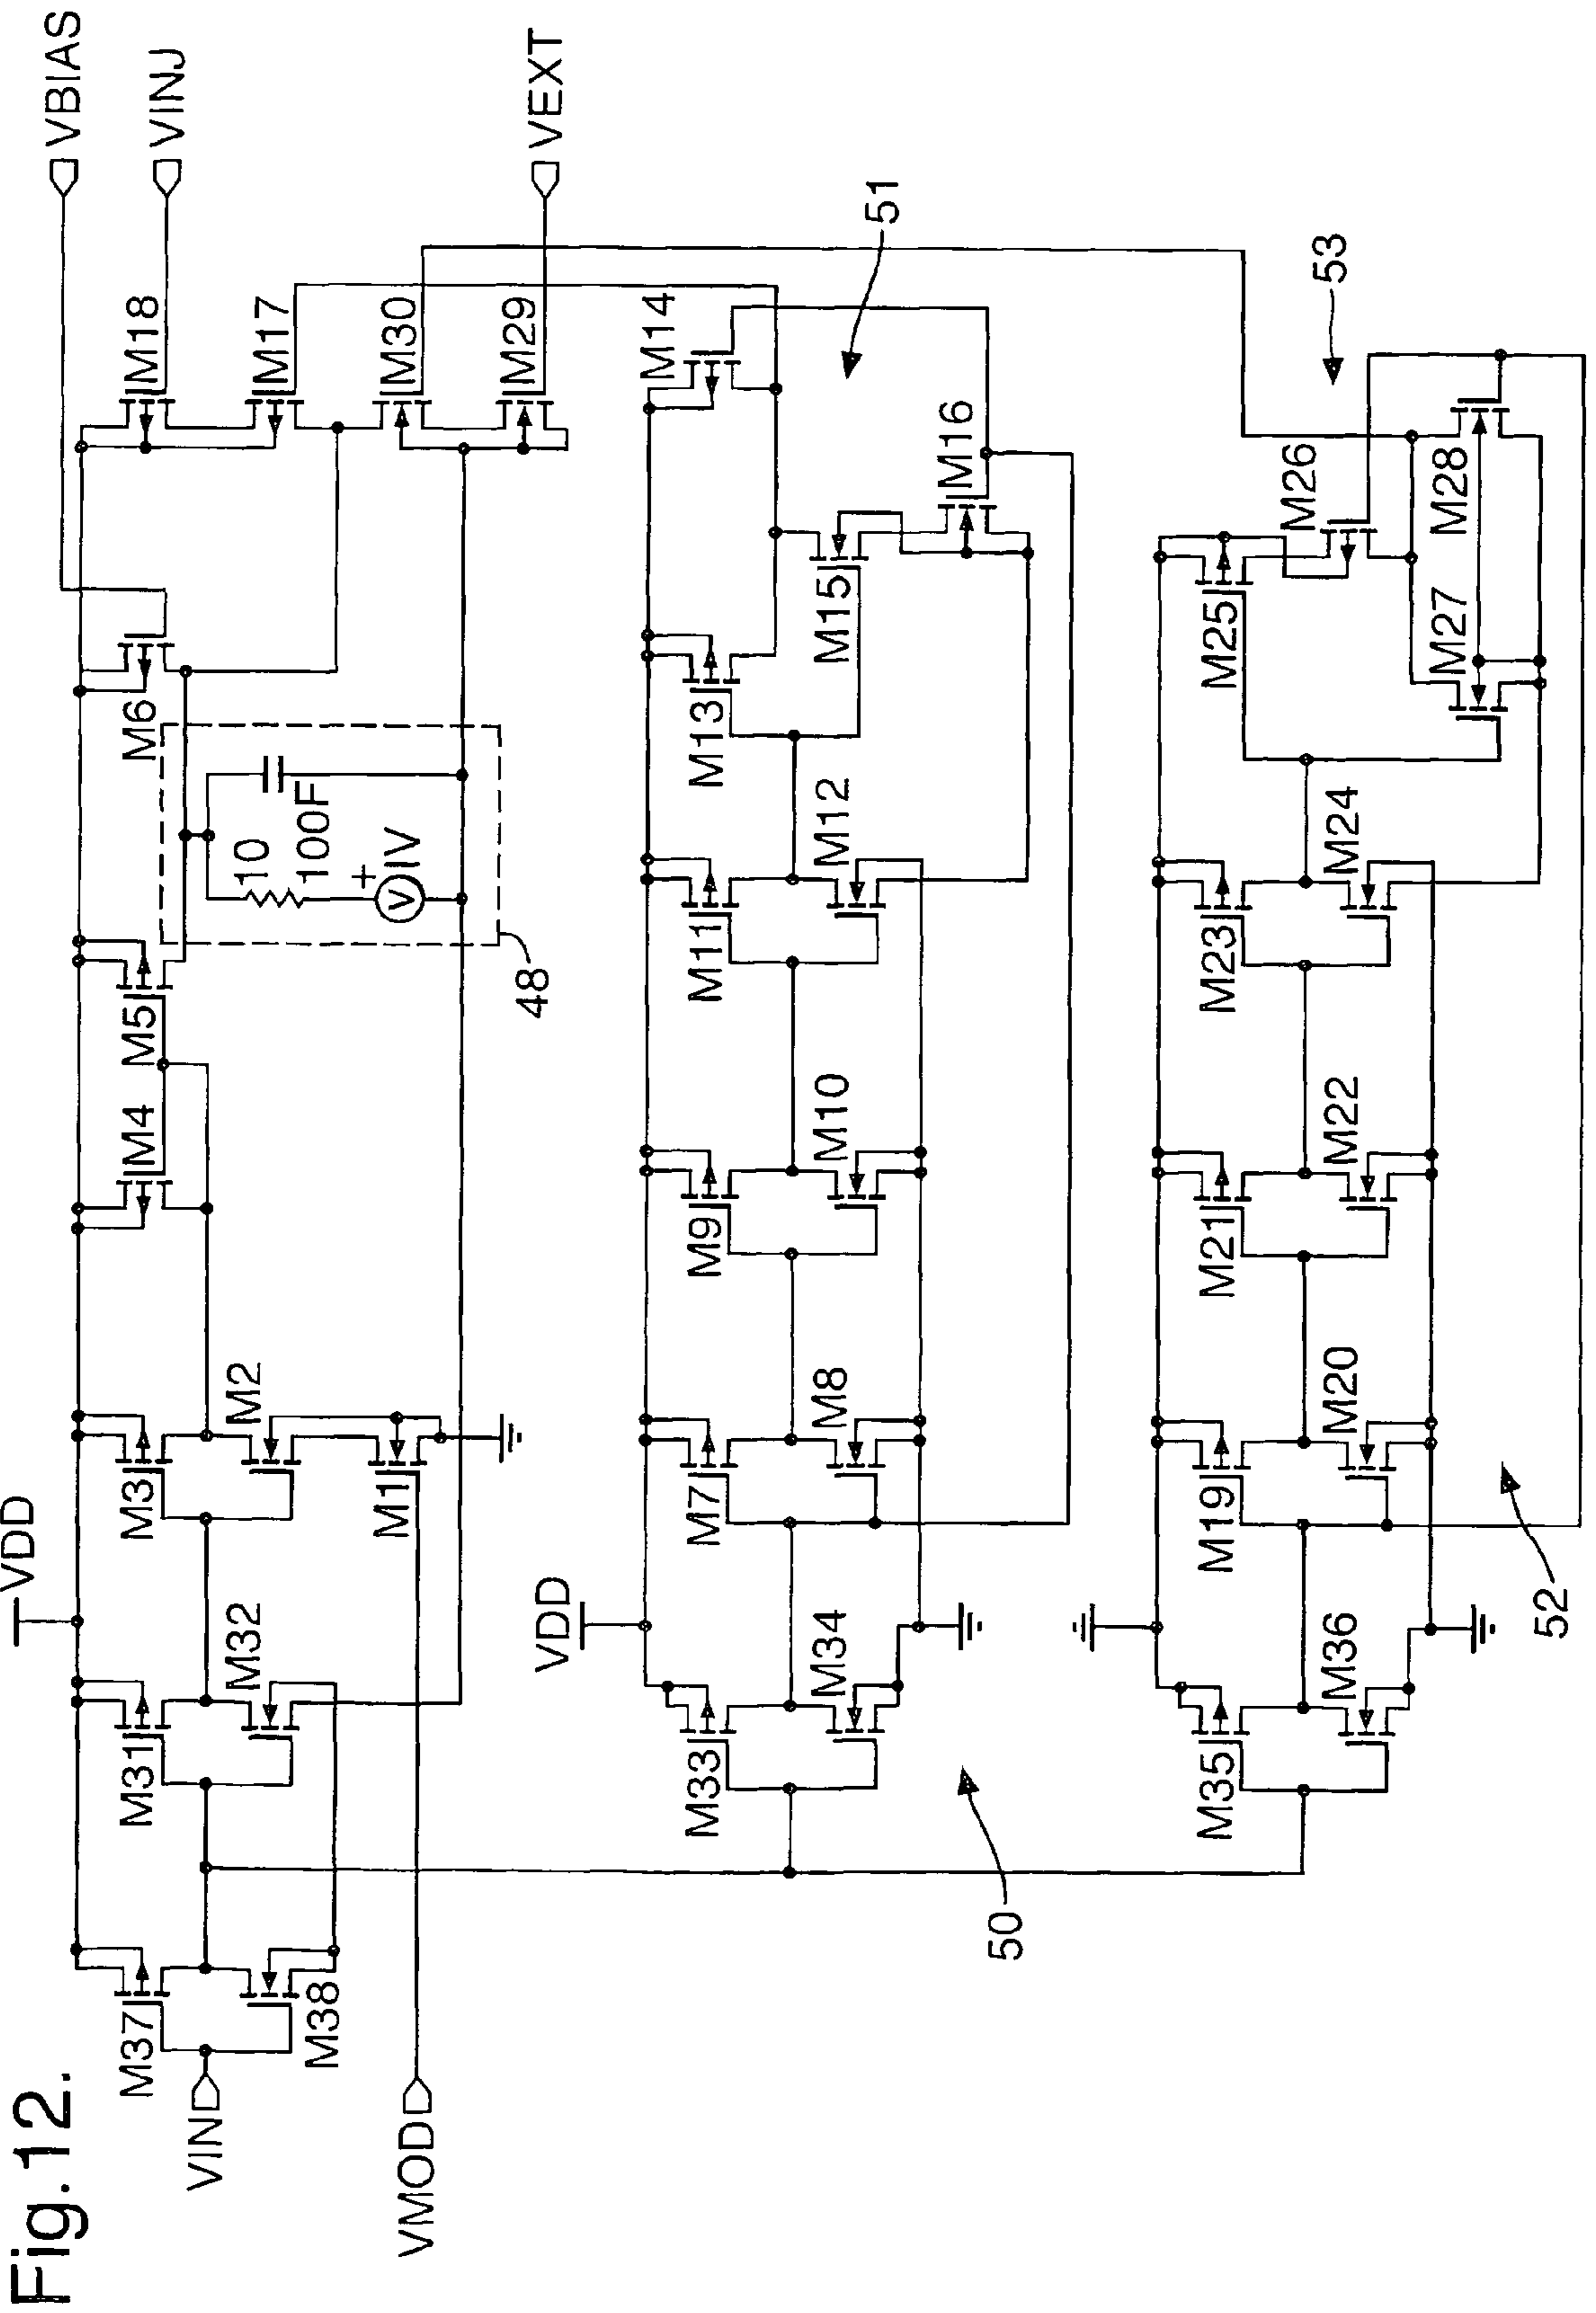 Fig.12.
VDD
VBIAS
VINJ
VEXT
VIN
VMOD
M37
M38
M31
M32
M3
M2
M1
M4
M5
M6
M18
M17
M30
M29
10
100F
+
V
1V
48
VDD
M33
M34
M7
M8
M9
M10
M11
M12
M13
M14
M15
M16
50
51
M35
M36
M19
M20
M21
M22
M23
M24
M25
M26
M27
M28
52
53